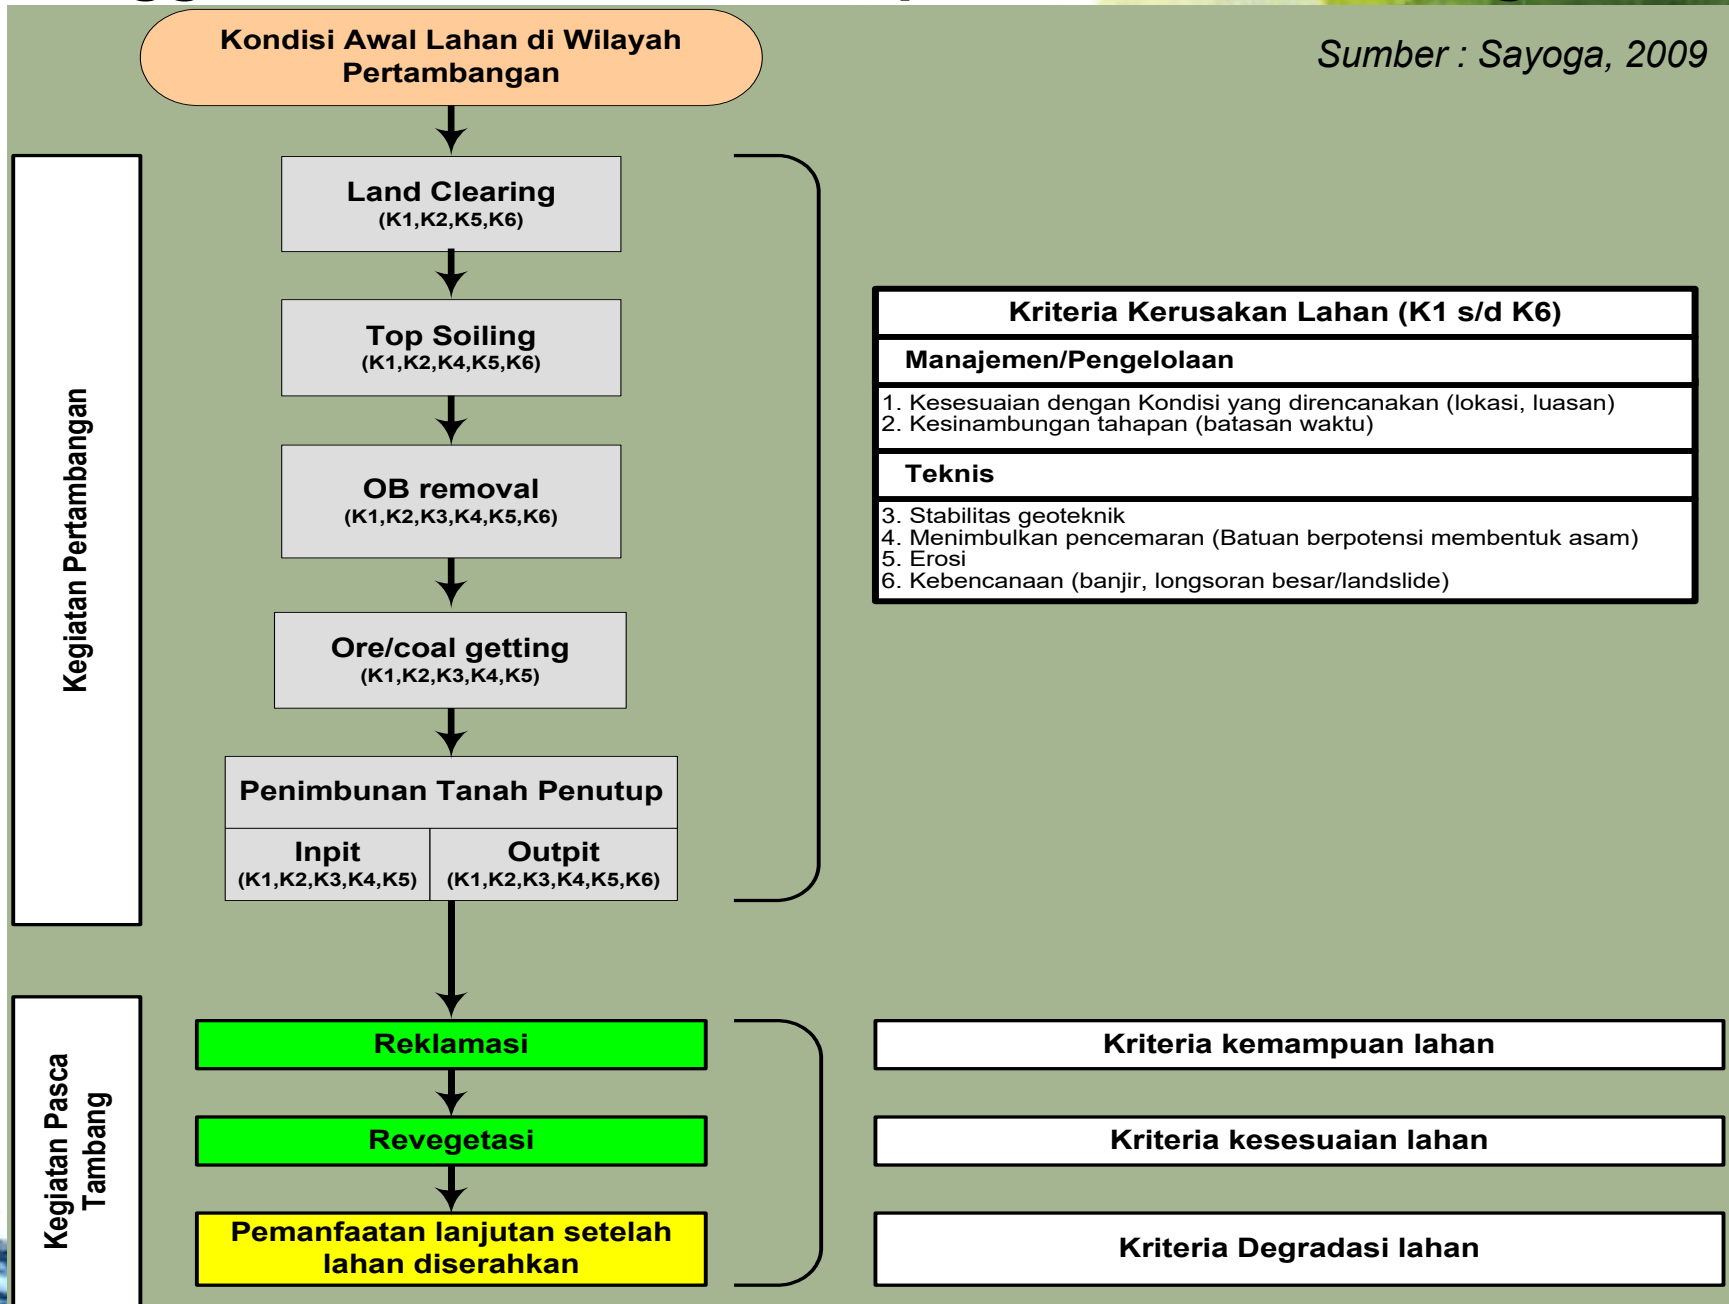 Kondisi Awal Lahan di Wilayah
Pertambangan
Sumber : Sayoga, 2009
Kegiatan Pertambangan
Land Clearing
(K1,K2,K5,K6)
Top Soiling
(K1,K2,K4,K5,K6)
OB removal
(K1,K2,K3,K4,K5,K6)
Ore/coal getting
(K1,K2,K3,K4,K5)
Penimbunan Tanah Penutup
Inpit
(K1,K2,K3,K4,K5)
Outpit
(K1,K2,K3,K4,K5,K6)
Kriteria Kerusakan Lahan (K1 s/d K6)
Manajemen/Pengelolaan
1. Kesesuaian dengan Kondisi yang direncanakan (lokasi, luasan)
2. Kesinambungan tahapan (batasan waktu)
Teknis
3. Stabilitas geoteknik
4. Menimbulkan pencemaran (Batuan berpotensi membentuk asam)
5. Erosi
6. Kebencanaan (banjir, longsoran besar/landslide)
Kegiatan Pasca
Tambang
Reklamasi
Kriteria kemampuan lahan
Revegetasi
Kriteria kesesuaian lahan
Pemanfaatan lanjutan setelah
lahan diserahkan
Kriteria Degradasi lahan